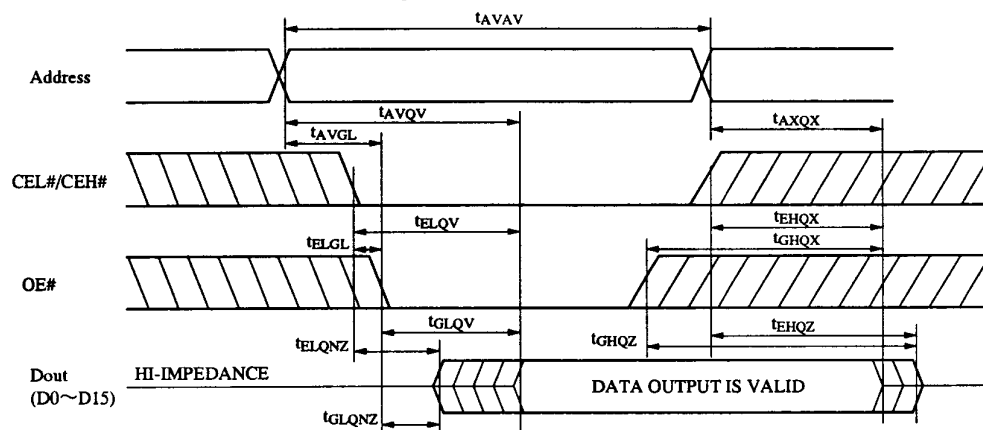 tAVAV
Address
tAVQV
tAXQX
tAVGL
CEL#/CEH#
tELQV
tEHQX
tELGL
tGHQX
OE#
tGLQV
tEHQZ
tELQNZ
tGHQZ
Dout
(D0~D15)
HI-IMPEDANCE
DATA OUTPUT IS VALID
tGLQNZ